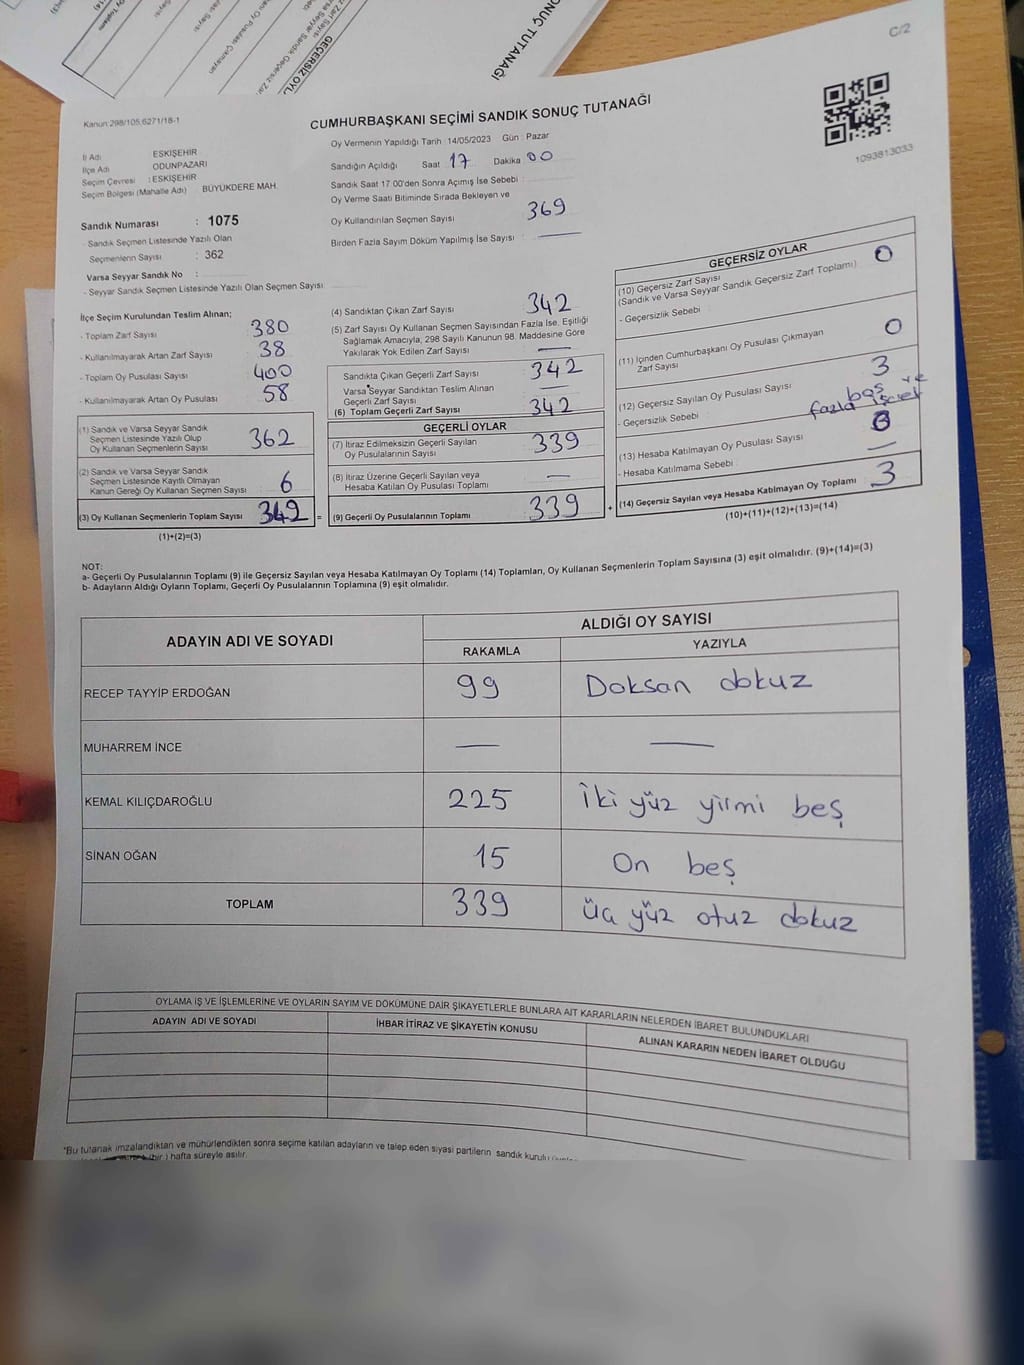 C/2
Kanun 298/105,6271/18-1
CUMHURBAŞKANI SEÇİMİ SANDIK SONUÇ TUTANAĞI
1093813033
İl Adı ESKİŞEHİR
İlçe Adı ODUNPAZARI
Seçim Çevresi : ESKİŞEHİR
Seçim Bölgesi (Mahalle Adı) : BÜYÜKDERE MAH.
Sandık Numarası : 1075
- Sandık Seçmen Listesinde Yazılı Olan
Seçmenlerin Sayısı : 362
Varsa Seyyar Sandık No :
- Seyyar Sandık Seçmen Listesinde Yazılı Olan Seçmen Sayısı:
Oy Vermenin Yapıldığı Tarih : 14/05/2023 Gün : Pazar
Sandığın Açıldığı Saat 17 Dakika 00
Sandık Saat 17 00'den Sonra Açımış İse Sebebi :
Oy Verme Saati Bitiminde Sırada Bekleyen ve
Oy Kullandırılan Seçmen Sayısı : 369
Birden Fazla Sayım Döküm Yapılmış İse Sayısı : —
İlçe Seçim Kurulundan Teslim Alınan;
- Toplam Zarf Sayısı 380
- Kullanılmayarak Artan Zarf Sayısı 38
- Toplam Oy Pusulası Sayısı 400
- Kullanılmayarak Artan Oy Pusulası 58
(1) Sandık ve Varsa Seyyar Sandık
Seçmen Listesinde Yazılı Olup
Oy Kullanan Seçmenlerin Sayısı 362
(2) Sandık ve Varsa Seyyar Sandık
Seçmen Listesinde Kayıtlı Olmayan
Kanun Gereği Oy Kullanan Seçmen Sayısı 6
(3) Oy Kullanan Seçmenlerin Toplam Sayısı =
(1)+(2)=(3)
(4) Sandıktan Çıkan Zarf Sayısı 342
(5) Zarf Sayısı Oy Kullanan Seçmen Sayısından Fazla İse, Eşitliği
Sağlamak Amacıyla, 298 Sayılı Kanunun 98. Maddesine Göre
Yakılarak Yok Edilen Zarf Sayısı —
Sandıkta Çıkan Geçerli Zarf Sayısı 342
Varsa Seyyar Sandıktan Teslim Alınan
Geçerli Zarf Sayısı —
(6) Toplam Geçerli Zarf Sayısı 342
GEÇERLİ OYLAR
(7) İtiraz Edilmeksizin Geçerli Sayılan
Oy Pusulalarının Sayısı 339
(8) İtiraz Üzerine Geçerli Sayılan veya
Hesaba Katılan Oy Pusulası Toplamı —
(9) Geçerli Oy Pusulalarının Toplamı 339 +
GEÇERSİZ OYLAR
(10) Geçersiz Zarf Sayısı 0
(Sandık ve Varsa Seyyar Sandık Geçersiz Zarf Toplamı)
- Geçersizlik Sebebi :
(11) İçinden Cumhurbaşkanı Oy Pusulası Çıkmayan
Zarf Sayısı 0
(12) Geçersiz Sayılan Oy Pusulası Sayısı 3
- Geçersizlik Sebebi : boş ve
fazla işaret
(13) Hesaba Katılmayan Oy Pusulası Sayısı
- Hesaba Katılmama Sebebi : —
(14) Geçersiz Sayılan veya Hesaba Katılmayan Oy Toplamı 3
(10)+(11)+(12)+(13)=(14)
NOT:
a- Geçerli Oy Pusulalarının Toplamı (9) ile Geçersiz Sayılan veya Hesaba Katılmayan Oy Toplamı (14) Toplamları, Oy Kullanan Seçmenlerin Toplam Sayısına (3) eşit olmalıdır. (9)+(14)=(3)
b- Adayların Aldığı Oyların Toplamı, Geçerli Oy Pusulalarının Toplamına (9) eşit olmalıdır.
ADAYIN ADI VE SOYADI
ALDIĞI OY SAYISI
RAKAMLA YAZIYLA
RECEP TAYYİP ERDOĞAN 99 Doksan dokuz
MUHARREM İNCE — —
KEMAL KILIÇDAROĞLU 225 İki yüz yirmi beş
SİNAN OĞAN 15 On beş
TOPLAM 339 üç yüz otuz dokuz
OYLAMA İŞ VE İŞLEMLERİNE VE OYLARIN SAYIM VE DÖKÜMÜNE DAİR ŞİKAYETLERLE BUNLARA AİT KARARLARIN NELERDEN İBARET BULUNDUKLARI
ADAYIN ADI VE SOYADI İHBAR İTİRAZ VE ŞİKAYETİN KONUSU ALINAN KARARIN NEDEN İBARET OLDUĞU
*Bu tutanak imzalandıktan ve mühürlendikten sonra seçime katılan adayların ve talep eden siyasi partilerin sandık kurulu
(bir) hafta süreyle asılır.